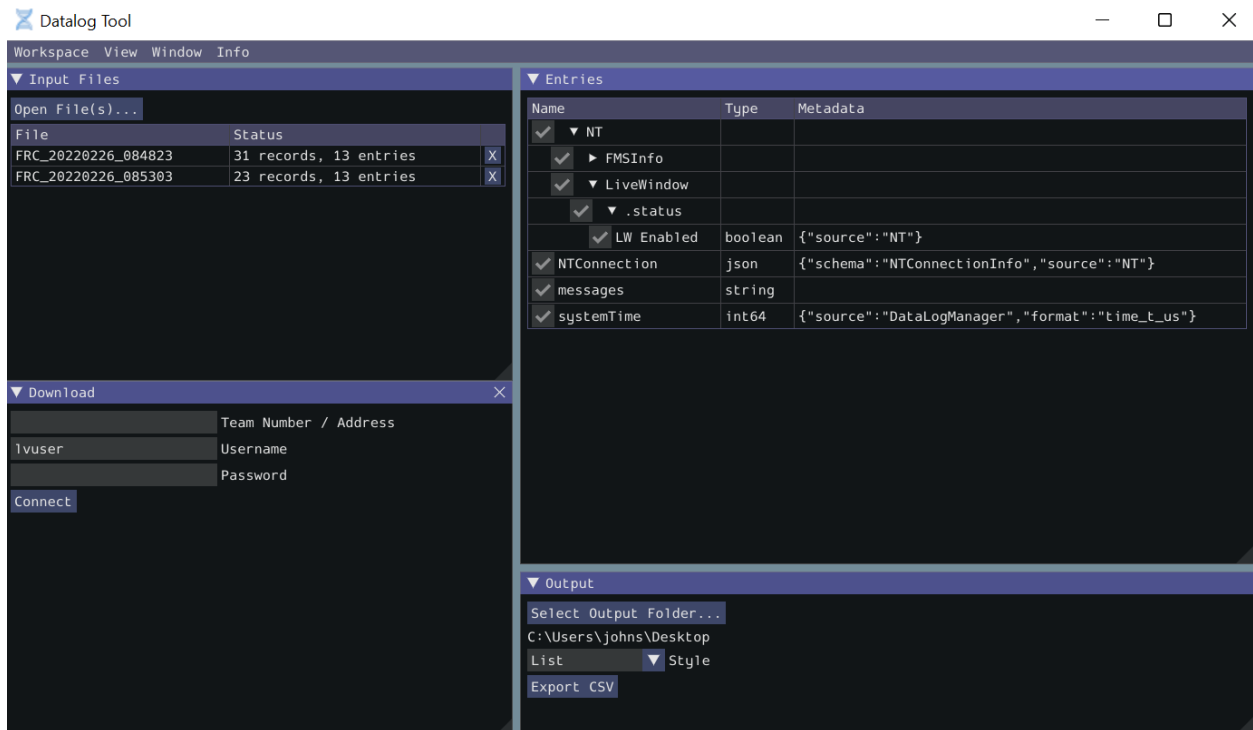 Datalog Tool
Workspace View Window Info
Input Files
Open File(s)...
File Status
FRC_20220226_084823 31 records, 13 entries X
FRC_20220226_085303 23 records, 13 entries X
Download
Team Number / Address
lvuser Username
Password
Connect
Entries
Name Type Metadata
NT
FMSInfo
LiveWindow
.status
LW Enabled boolean {"source":"NT"}
NTConnection json {"schema":"NTConnectionInfo","source":"NT"}
messages string
systemTime int64 {"source":"DataLogManager","format":"time_t_us"}
Output
Select Output Folder...
C:\Users\johns\Desktop
List Style
Export CSV